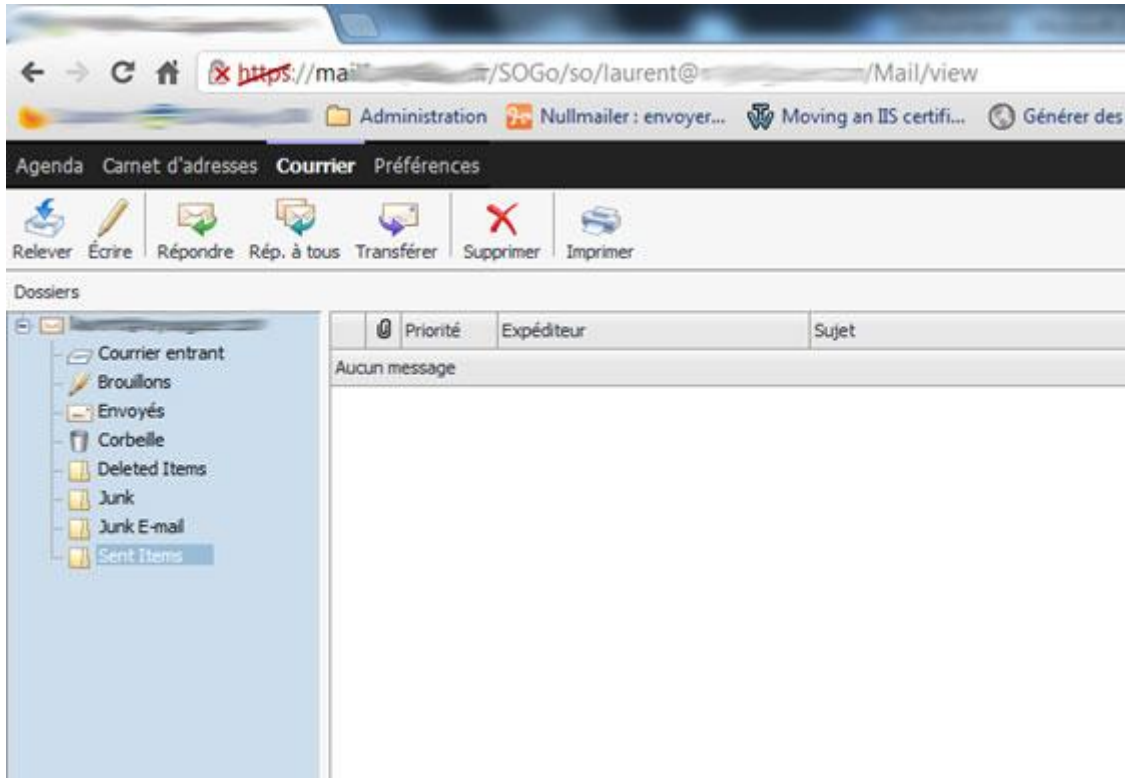 https://mail /SOGo/so/laurent@ /Mail/view
Administration Nullmailer : envoyer... Moving an IIS certifi... Générer des
Agenda Carnet d'adresses Courrier Préférences
Relever Écrire Répondre Rép. à tous Transférer Supprimer Imprimer
Dossiers
Priorité Expéditeur Sujet
Aucun message
Courrier entrant
Brouillons
Envoyés
Corbeille
Deleted Items
Junk
Junk E-mail
Sent Items